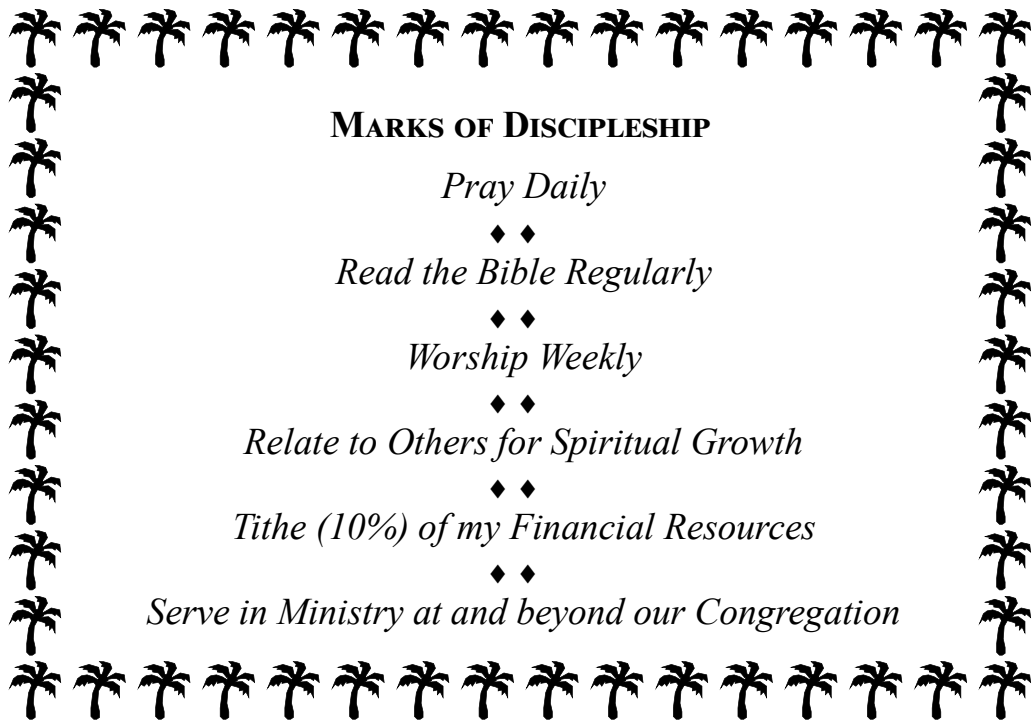 MARKS OF DISCIPLESHIP
Pray Daily
♦ ♦
Read the Bible Regularly
♦ ♦
Worship Weekly
♦ ♦
Relate to Others for Spiritual Growth
♦ ♦
Tithe (10%) of my Financial Resources
♦ ♦
Serve in Ministry at and beyond our Congregation